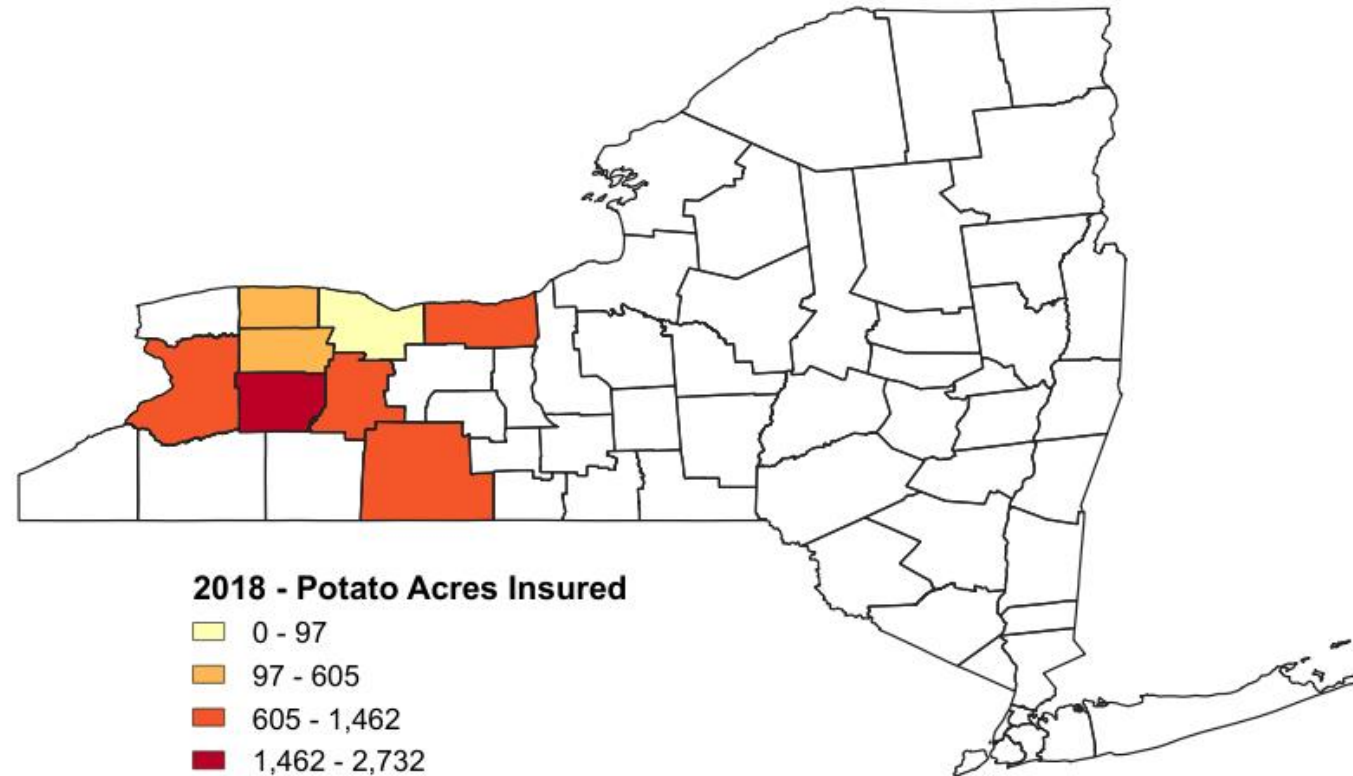 2018 - Potato Acres Insured
0 - 97
97 - 605
605 - 1,462
1,462 - 2,732